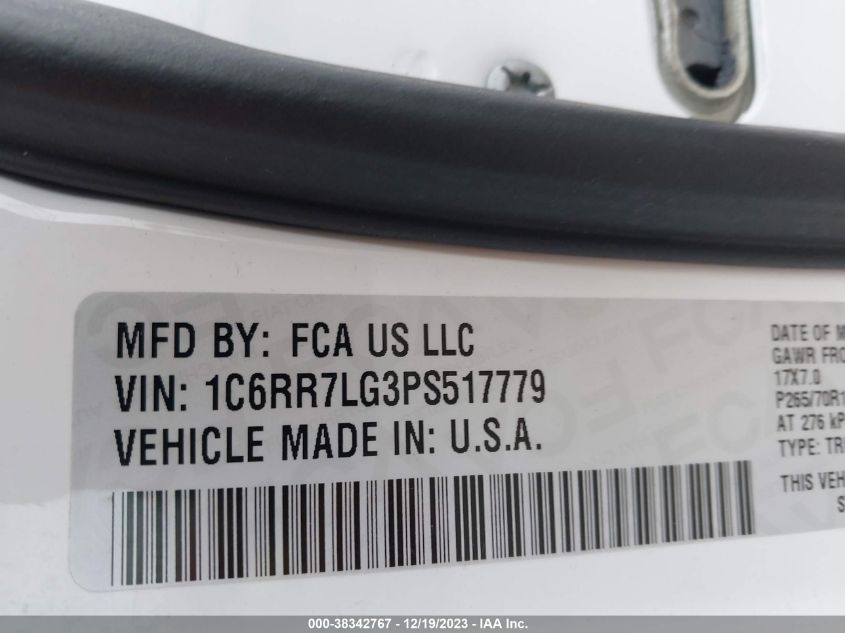 MFD BY: FCA US LLC
VIN: 1C6RR7LG3PS517779
VEHICLE MADE IN: U.S.A.
DATE OF M
GAWR FRO
17X7.0
P265/70R1
AT 276 kP
TYPE: TR
THIS VEH
S
000-38342767 - 12/19/2023 - IAA Inc.